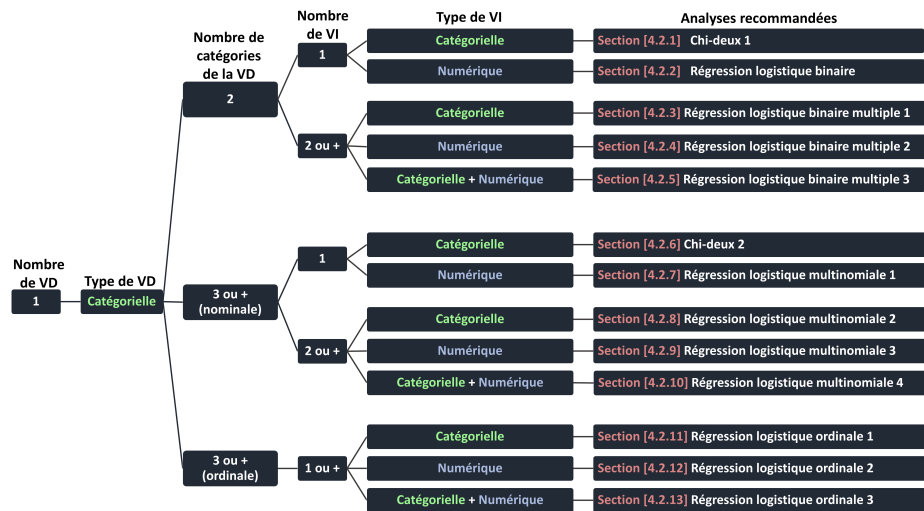 Nombre de VD
1
Type de VD
Catégorielle
Nombre de catégories de la VD
2
3 ou + (nominale)
3 ou + (ordinale)
Nombre de VI
1
2 ou +
1
2 ou +
1 ou +
Type de VI
Analyses recommandées
Catégorielle
Section [4.2.1] Chi-deux 1
Numérique
Section [4.2.2] Régression logistique binaire
Catégorielle
Section [4.2.3] Régression logistique binaire multiple 1
Numérique
Section [4.2.4] Régression logistique binaire multiple 2
Catégorielle + Numérique
Section [4.2.5] Régression logistique binaire multiple 3
Catégorielle
Section [4.2.6] Chi-deux 2
Numérique
Section [4.2.7] Régression logistique multinomiale 1
Catégorielle
Section [4.2.8] Régression logistique multinomiale 2
Numérique
Section [4.2.9] Régression logistique multinomiale 3
Catégorielle + Numérique
Section [4.2.10] Régression logistique multinomiale 4
Catégorielle
Section [4.2.11] Régression logistique ordinale 1
Numérique
Section [4.2.12] Régression logistique ordinale 2
Catégorielle + Numérique
Section [4.2.13] Régression logistique ordinale 3